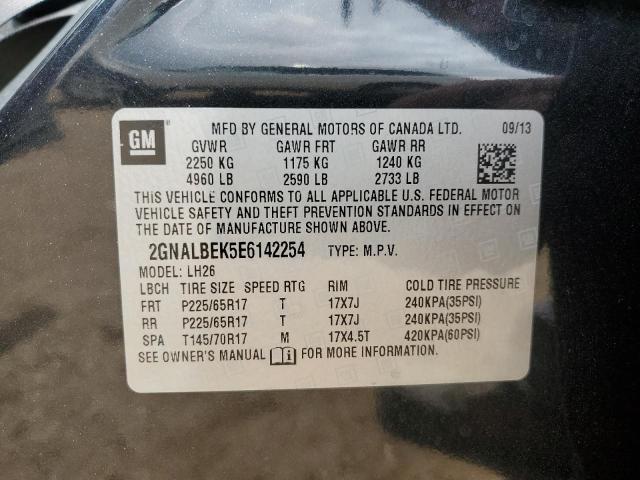 GM
MFD BY GENERAL MOTORS OF CANADA LTD. 09/13
GVWR GAWR FRT GAWR RR
2250 KG 1175 KG 1240 KG
4960 LB 2590 LB 2733 LB
THIS VEHICLE CONFORMS TO ALL APPLICABLE U.S. FEDERAL MOTOR
VEHICLE SAFETY AND THEFT PREVENTION STANDARDS IN EFFECT ON
THE DATE OF MANUFACTURE SHOWN ABOVE.
2GNALBEK5E6142254 TYPE: M.P.V.
MODEL: LH26
LBCH TIRE SIZE SPEED RTG RIM COLD TIRE PRESSURE
FRT P225/65R17 T 17X7J 240KPA(35PSI)
RR P225/65R17 T 17X7J 240KPA(35PSI)
SPA T145/70R17 M 17X4.5T 420KPA(60PSI)
SEE OWNER'S MANUAL FOR MORE INFORMATION.